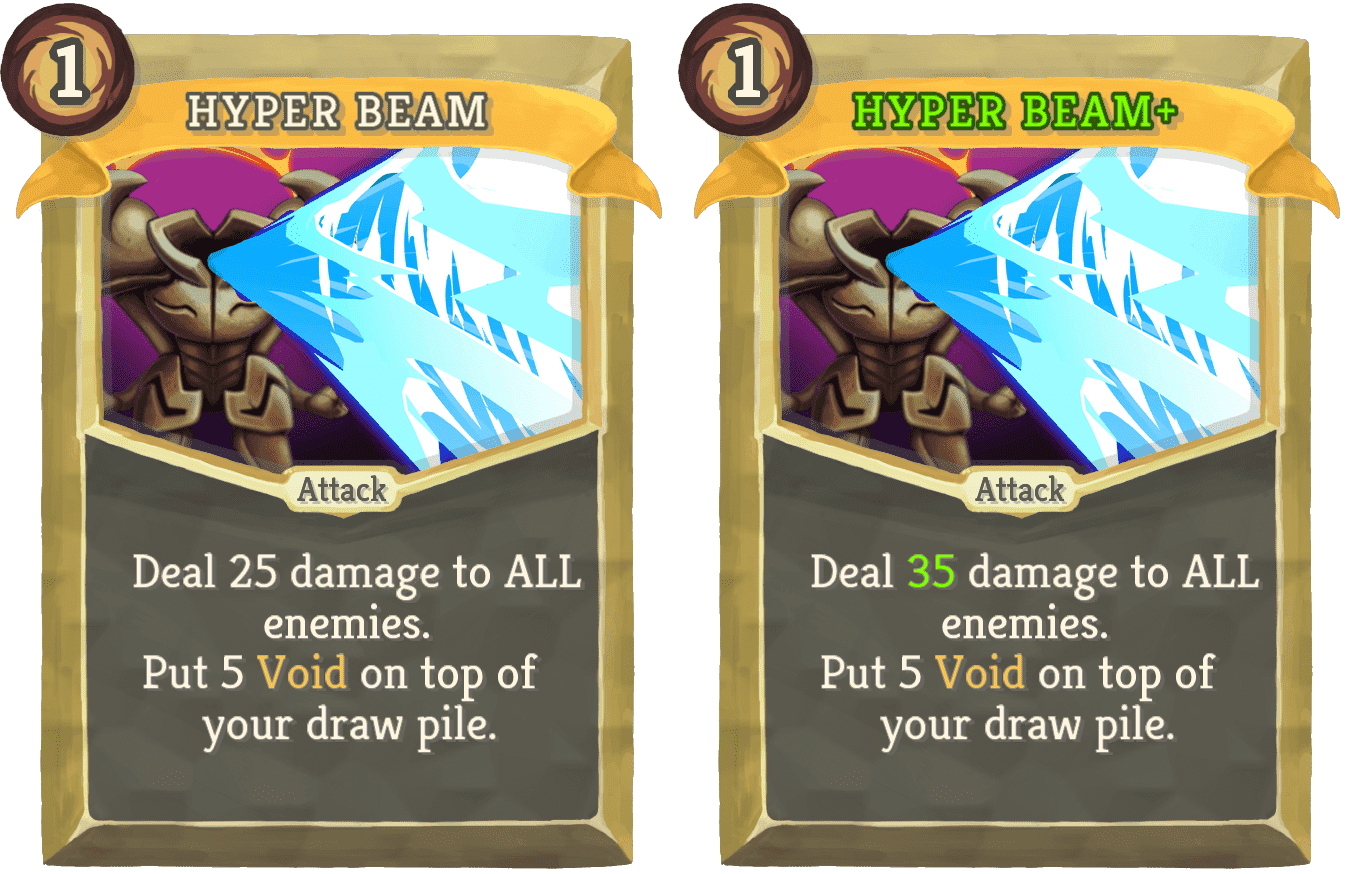 1
HYPER BEAM
Attack
Deal 25 damage to ALL
enemies.
Put 5 Void on top of
your draw pile.
1
HYPER BEAM+
Attack
Deal 35 damage to ALL
enemies.
Put 5 Void on top of
your draw pile.